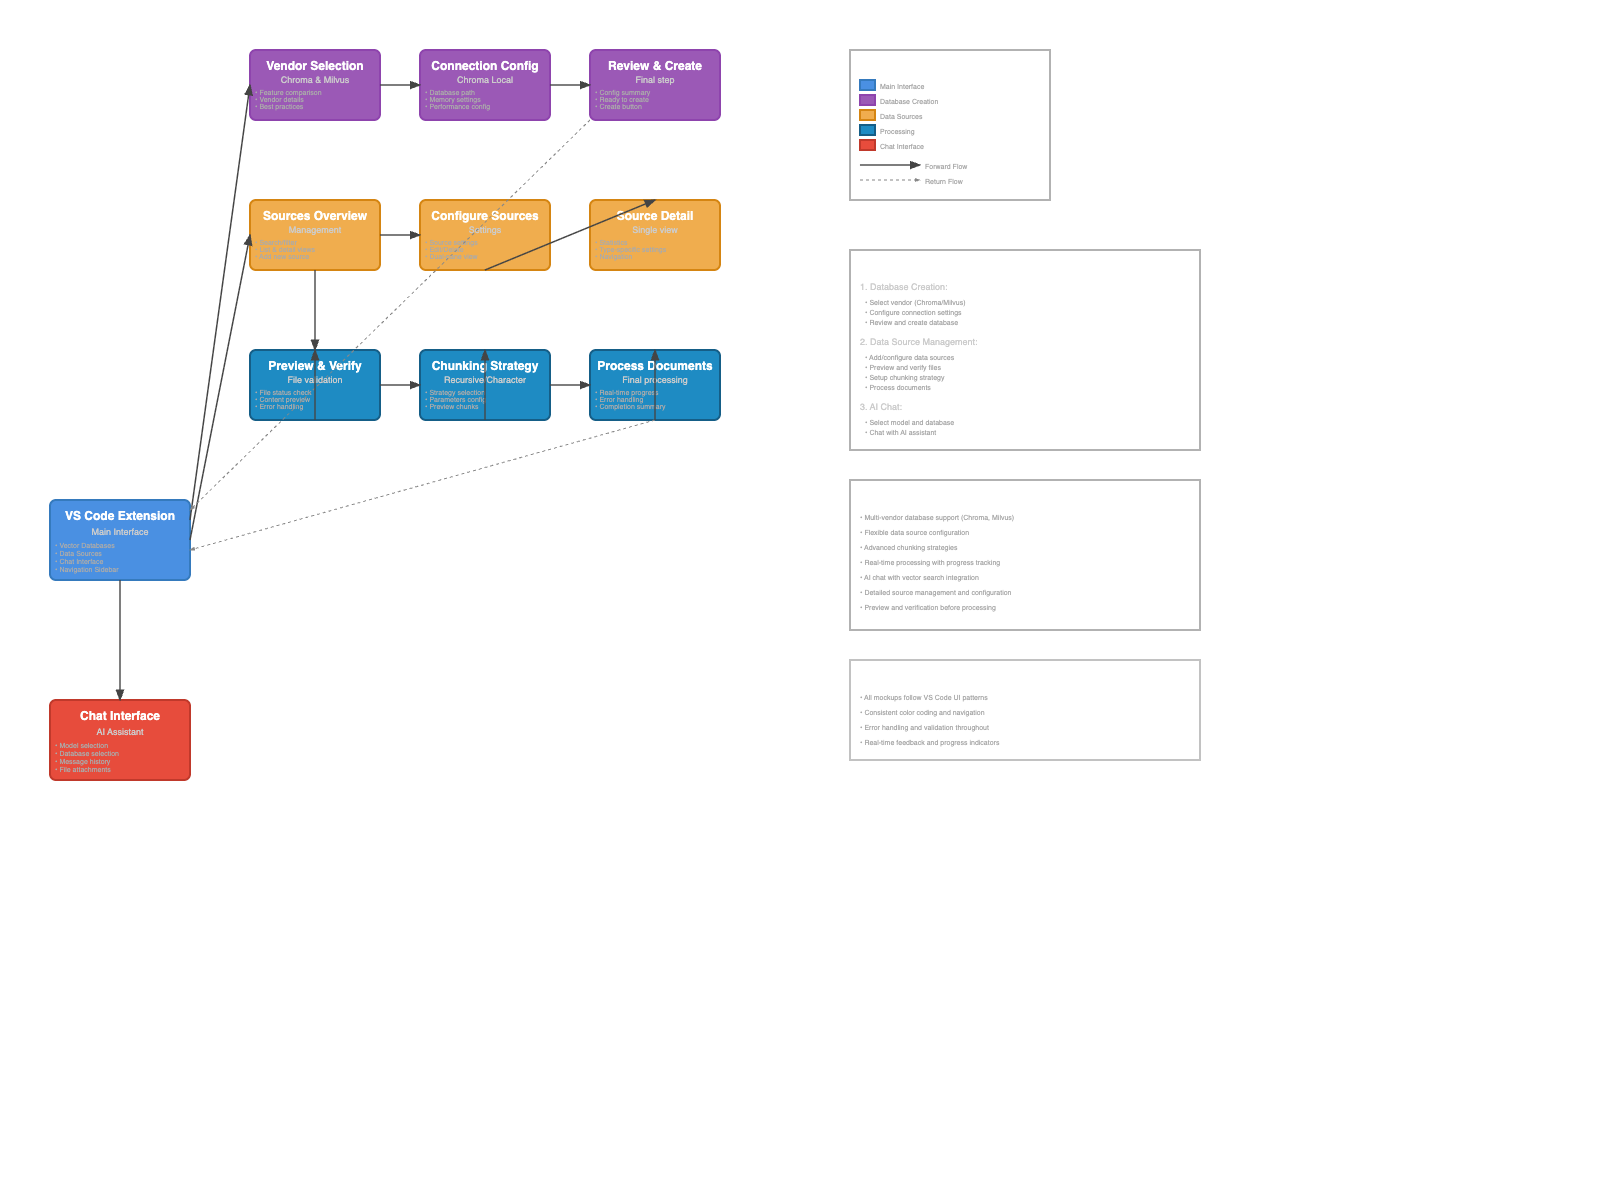 Vendor Selection
Chroma & Milvus
• Feature comparison
• Vendor details
• Best practices
Connection Config
Chroma Local
• Database path
• Memory settings
• Performance config
Review & Create
Final step
• Config summary
• Ready to create
• Create button
Sources Overview
Management
• Add new source
Configure Sources
Settings
Source Detail
Single view
• Type-specific settings
• Navigation
Preview & Verify
File validation
• File status check
• Content preview
• Error handling
Chunking Strategy
Recursive Character
• Strategy selection
• Parameters config
• Preview chunks
Process Documents
Final processing
• Real-time progress
• Error handling
• Completion summary
VS Code Extension
Main Interface
• Vector Databases
• Data Sources
• Chat Interface
• Navigation Sidebar
Chat Interface
AI Assistant
• Model selection
• Database selection
• Message history
• File attachments
Main Interface
Database Creation
Data Sources
Processing
Chat Interface
Forward Flow
Return Flow
1. Database Creation:
• Select vendor (Chroma/Milvus)
• Configure connection settings
• Review and create database
2. Data Source Management:
• Add/configure data sources
• Preview and verify files
• Setup chunking strategy
• Process documents
3. AI Chat:
• Select model and database
• Chat with AI assistant
• Multi-vendor database support (Chroma, Milvus)
• Flexible data source configuration
• Advanced chunking strategies
• Real-time processing with progress tracking
• AI chat with vector search integration
• Detailed source management and configuration
• Preview and verification before processing
• All mockups follow VS Code UI patterns
• Consistent color coding and navigation
• Error handling and validation throughout
• Real-time feedback and progress indicators